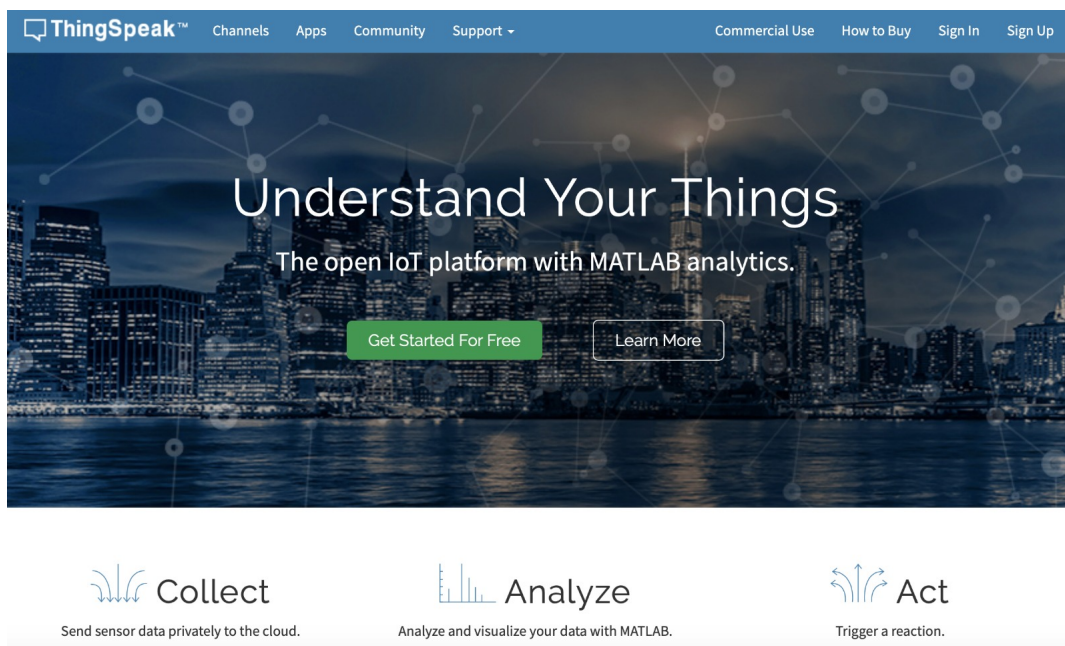 ThingSpeak™ Channels Apps Community Support Commercial Use How to Buy Sign In Sign Up
Understand Your Things
The open IoT platform with MATLAB analytics.
Get Started For Free Learn More
Collect Analyze Act
Send sensor data privately to the cloud. Analyze and visualize your data with MATLAB. Trigger a reaction.